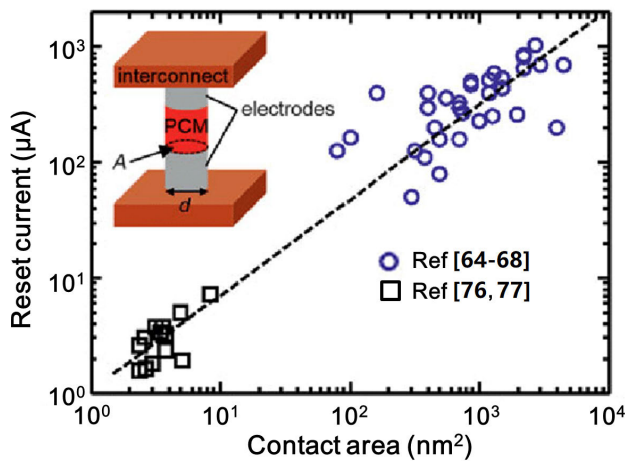 10³
10²
10¹
10⁰
Reset current (µA)
interconnect
electrodes
PCM
A
d
Ref [64-68]
Ref [76, 77]
10⁰
10¹
10²
10³
10⁴
Contact area (nm²)